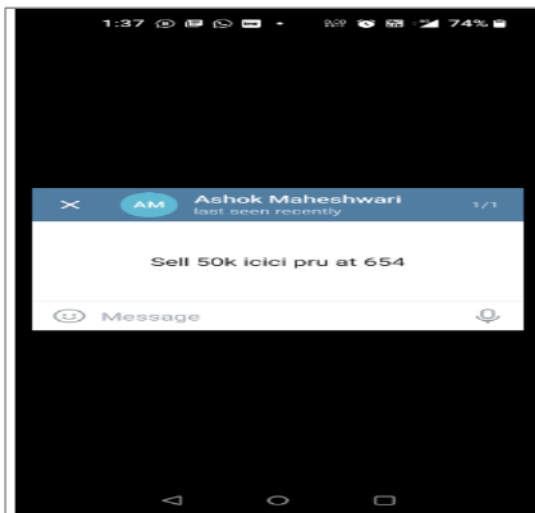 1:37 74%
AM Ashok Maheshwari 1/1
last seen recently
Sell 50k icici pru at 654
Message